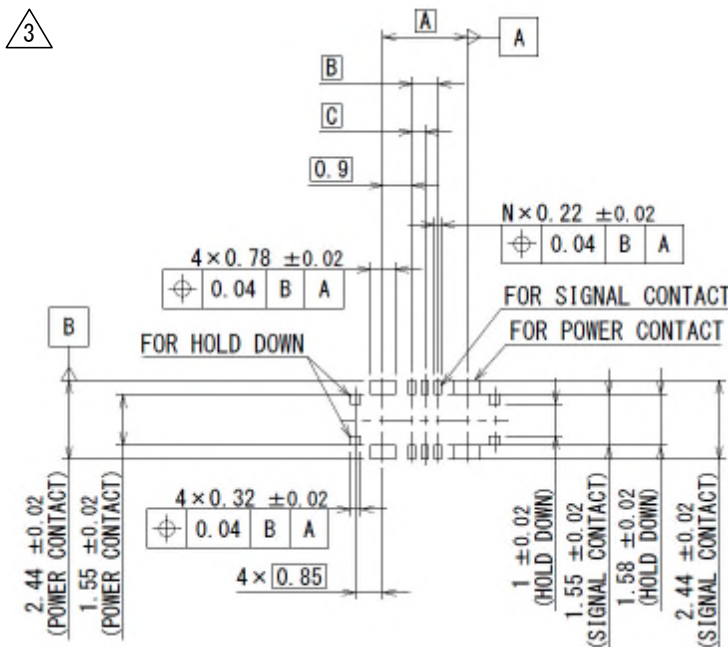 3
A
A
B
C
0.9
N×0.22 ±0.02
⌖ 0.04 B A
4×0.78 ±0.02
⌖ 0.04 B A
FOR SIGNAL CONTACT
FOR POWER CONTACT
B
FOR HOLD DOWN
4×0.32 ±0.02
⌖ 0.04 B A
4×0.85
2.44 ±0.02
(POWER CONTACT)
1.55 ±0.02
(POWER CONTACT)
1 ±0.02
(HOLD DOWN)
1.55 ±0.02
(SIGNAL CONTACT)
1.58 ±0.02
(HOLD DOWN)
2.44 ±0.02
(SIGNAL CONTACT)